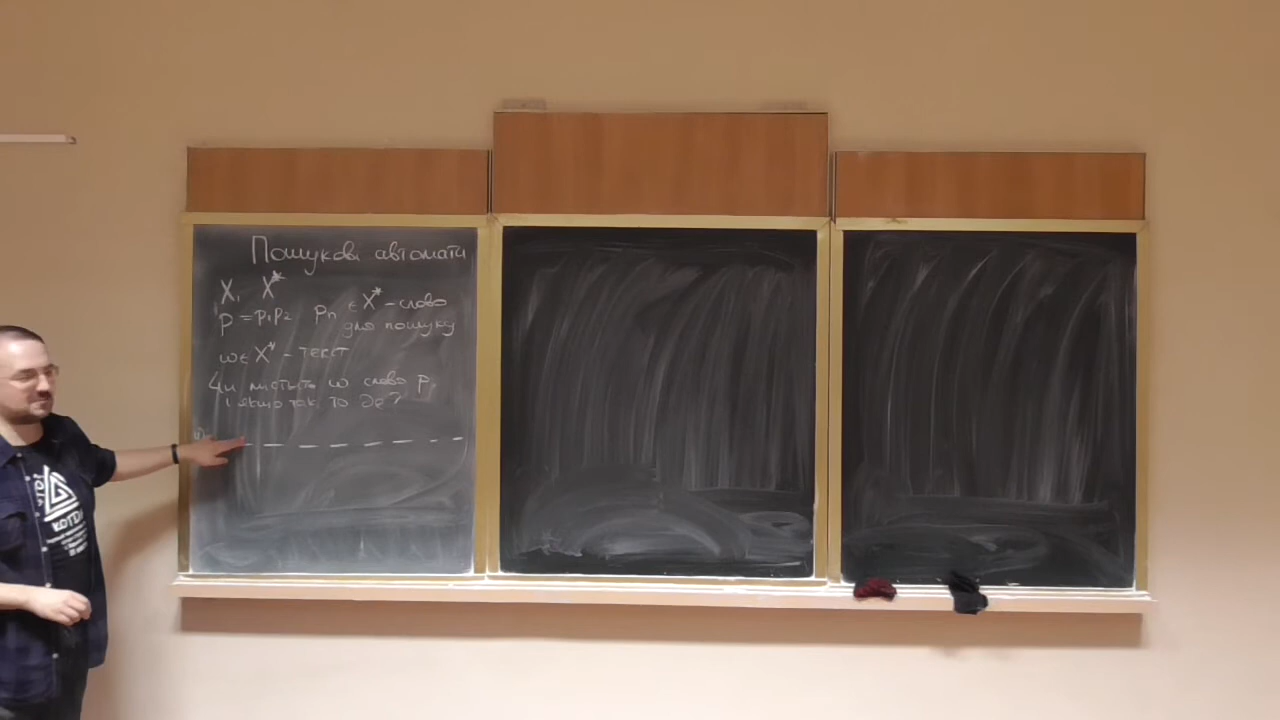 Пошукові автомати
X, X*
p = p₁p₂ pₙ ∈ X* - слово
для пошуку
w ∈ X* - текст
Чи містить w слово p,
і якщо так, то де?